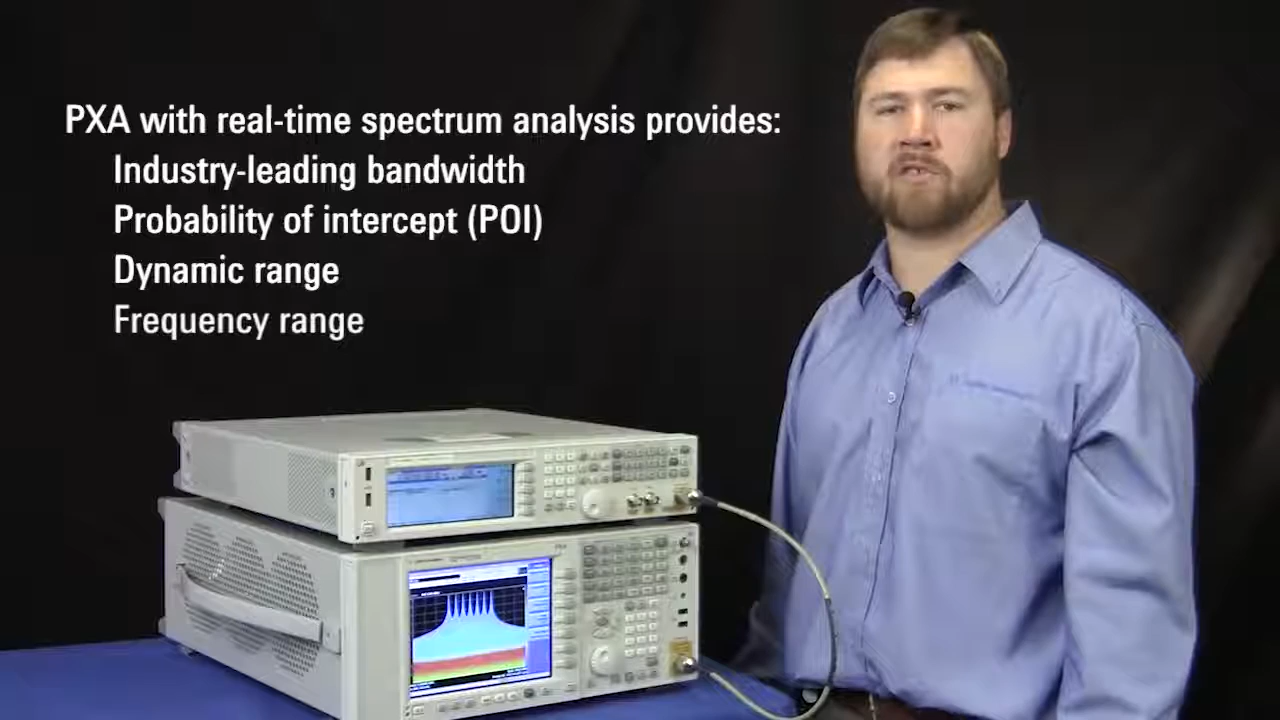 PXA with real-time spectrum analysis provides:
Industry-leading bandwidth
Probability of intercept (POI)
Dynamic range
Frequency range